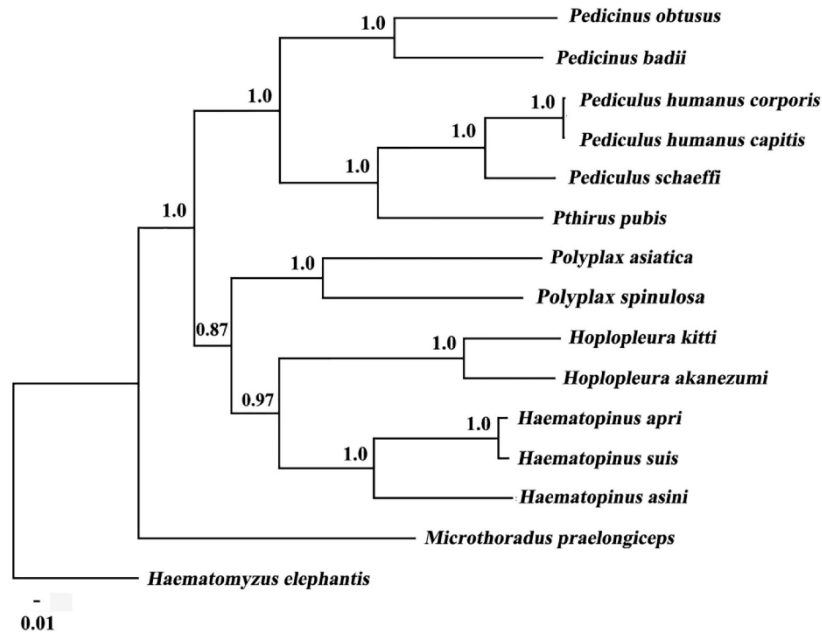 1.0
Pedicinus obtusus
Pedicinus badii
1.0
1.0
Pediculus humanus corporis
1.0
Pediculus humanus capitis
1.0
Pediculus schaeffi
1.0
Pthirus pubis
1.0
Polyplax asiatica
Polyplax spinulosa
0.87
1.0
Hoplopleura kitti
Hoplopleura akanezumi
0.97
1.0
Haematopinus apri
1.0
Haematopinus suis
Haematopinus asini
Microthoradus praelongiceps
Haematomyzus elephantis
0.01